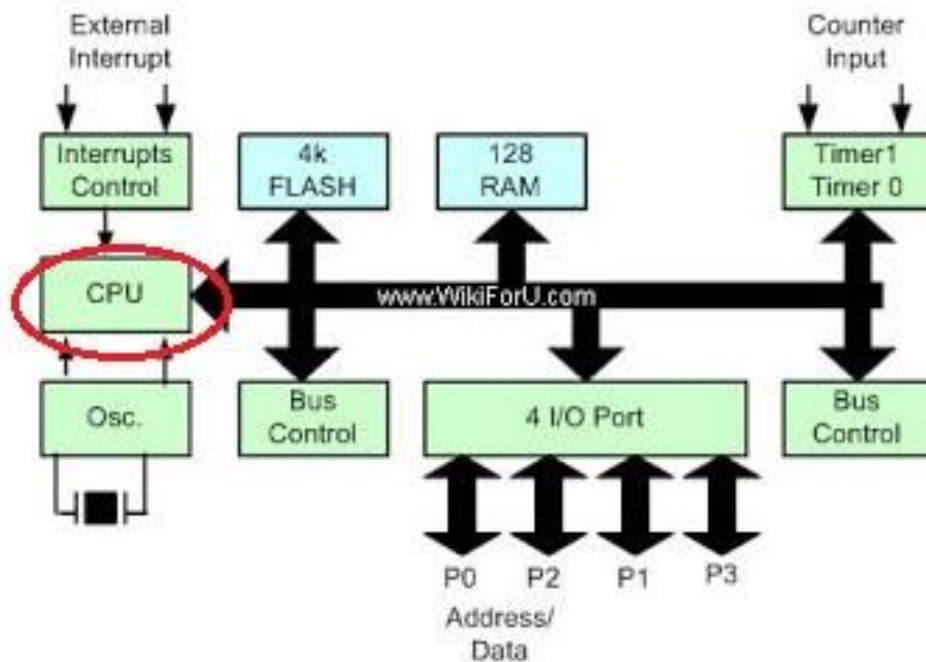 External
Interrupt
Counter
Input
Interrupts
Control
4k
FLASH
128
RAM
Timer1
Timer 0
CPU
www.WikiForU.com
Osc.
Bus
Control
4 I/O Port
Bus
Control
P0
P2
P1
P3
Address/
Data